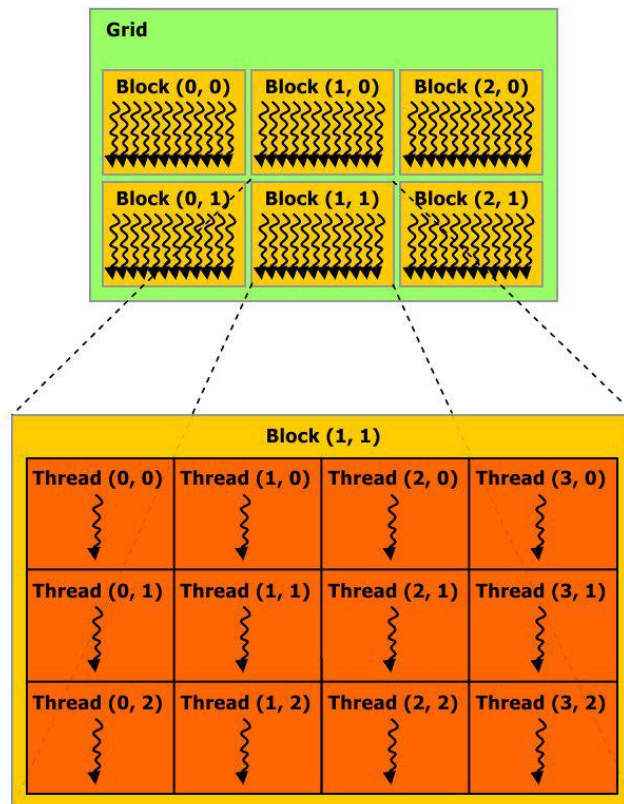 Grid
Block (0, 0) Block (1, 0) Block (2, 0)
Block (0, 1) Block (1, 1) Block (2, 1)
Block (1, 1)
Thread (0, 0) Thread (1, 0) Thread (2, 0) Thread (3, 0)
Thread (0, 1) Thread (1, 1) Thread (2, 1) Thread (3, 1)
Thread (0, 2) Thread (1, 2) Thread (2, 2) Thread (3, 2)